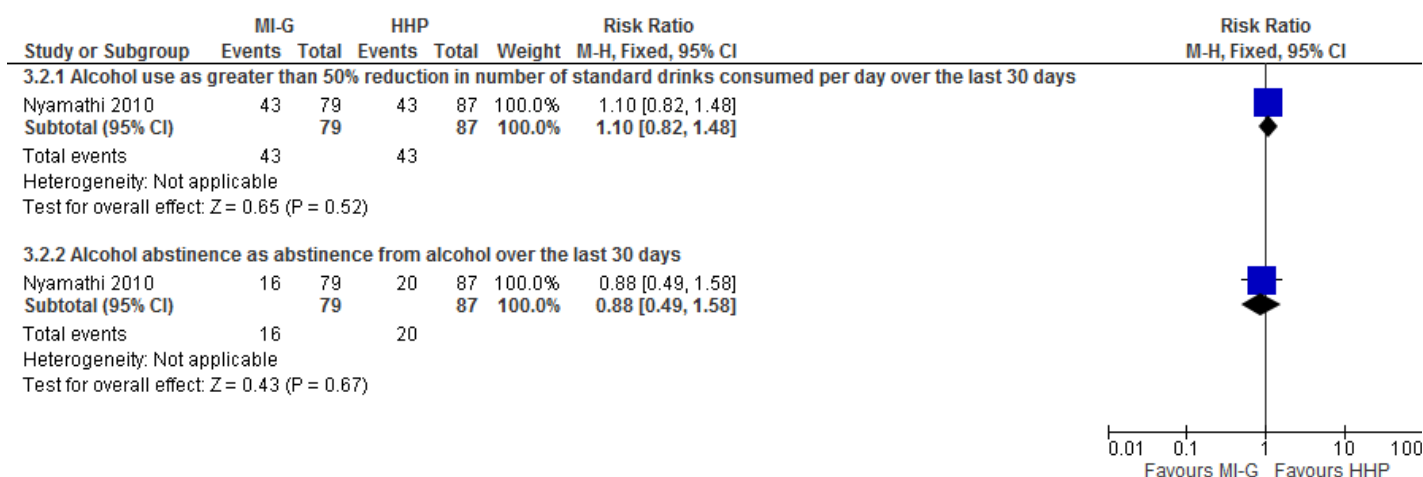 MI-G HHP Risk Ratio Risk Ratio
Study or Subgroup Events Total Events Total Weight M-H, Fixed, 95% CI M-H, Fixed, 95% CI
3.2.1 Alcohol use as greater than 50% reduction in number of standard drinks consumed per day over the last 30 days
Nyamathi 2010 43 79 43 87 100.0% 1.10 [0.82, 1.48]
Subtotal (95% CI) 79 87 100.0% 1.10 [0.82, 1.48]
Total events 43 43
Heterogeneity: Not applicable
Test for overall effect: Z = 0.65 (P = 0.52)
3.2.2 Alcohol abstinence as abstinence from alcohol over the last 30 days
Nyamathi 2010 16 79 20 87 100.0% 0.88 [0.49, 1.58]
Subtotal (95% CI) 79 87 100.0% 0.88 [0.49, 1.58]
Total events 16 20
Heterogeneity: Not applicable
Test for overall effect: Z = 0.43 (P = 0.67)
0.01 0.1 1 10 100
Favours MI-G Favours HHP